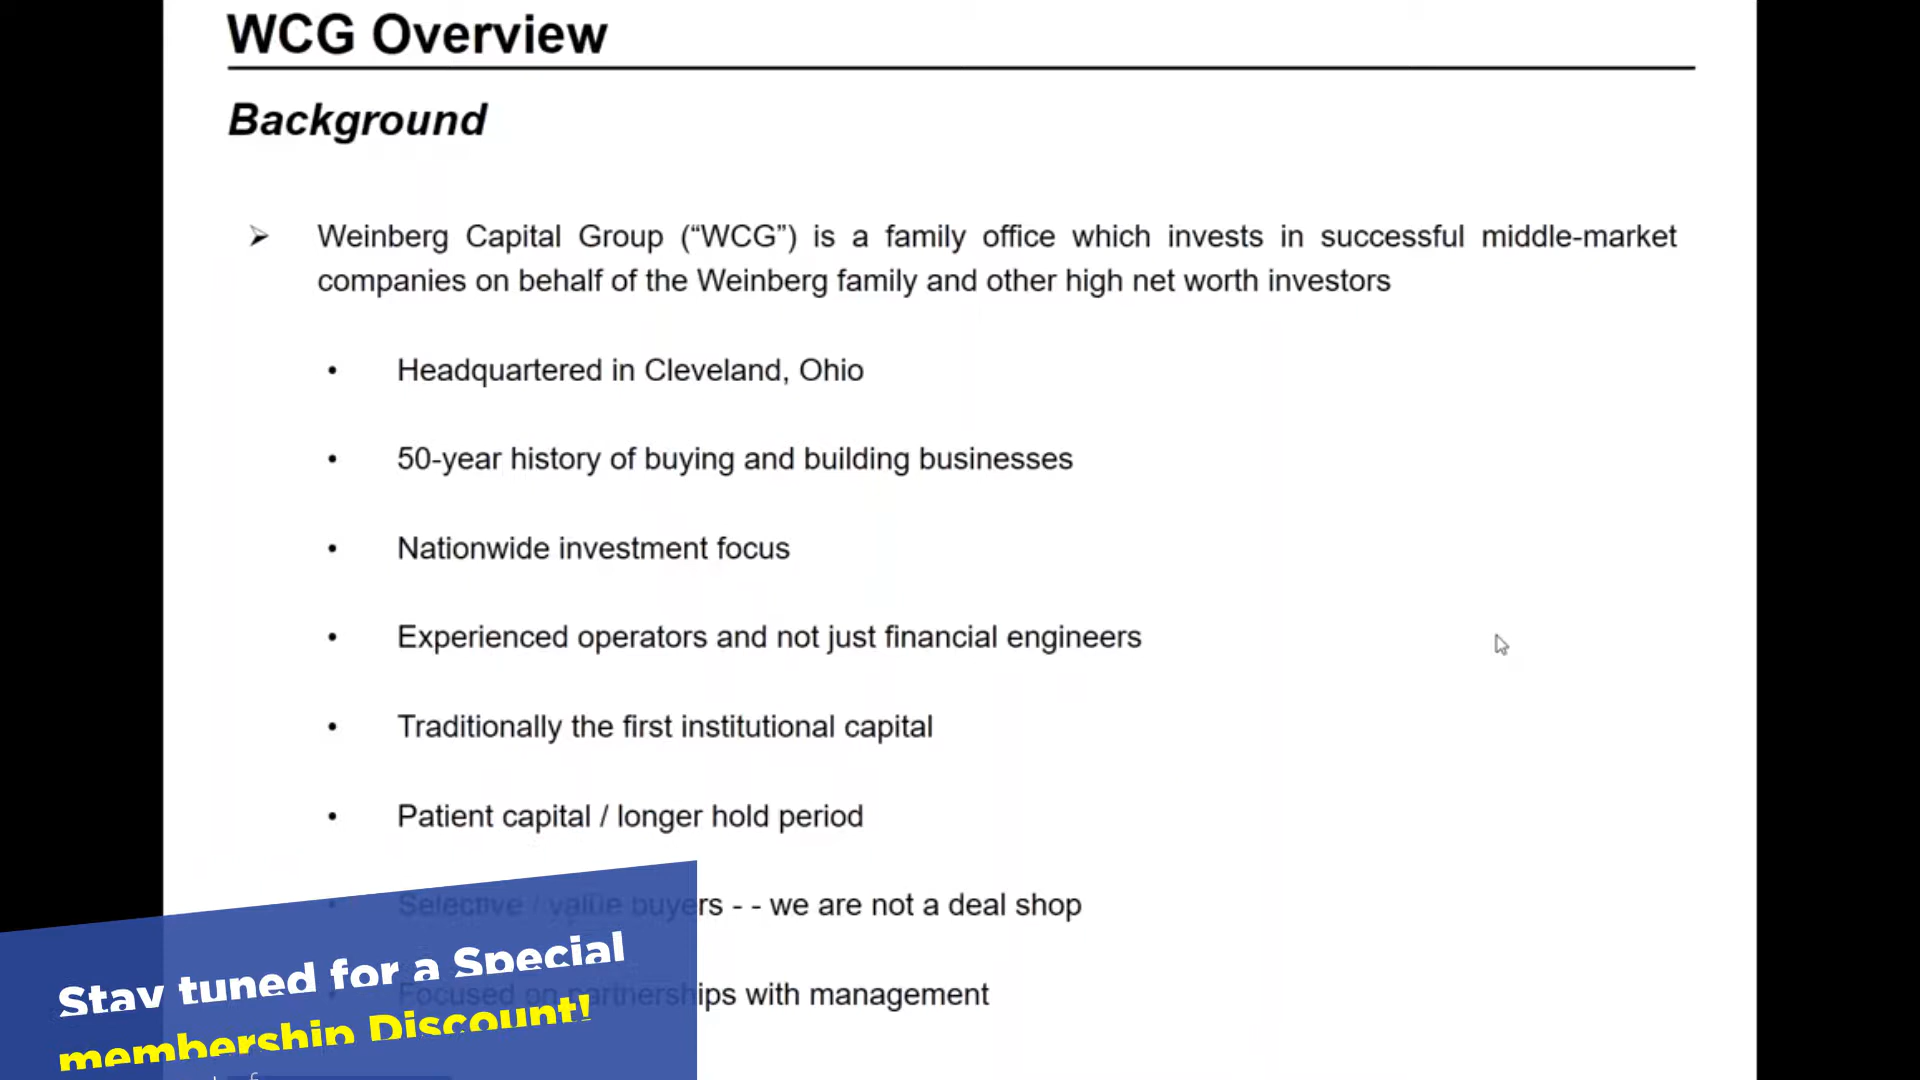 WCG Overview
Background
➢ Weinberg Capital Group (“WCG”) is a family office which invests in successful middle-market
companies on behalf of the Weinberg family and other high net worth investors
• Headquartered in Cleveland, Ohio
• 50-year history of buying and building businesses
• Nationwide investment focus
• Experienced operators and not just financial engineers
• Traditionally the first institutional capital
• Patient capital / longer hold period
• Selective / value buyers - - we are not a deal shop
• Focused on partnerships with management
Stay tuned for a Special
membership Discount!